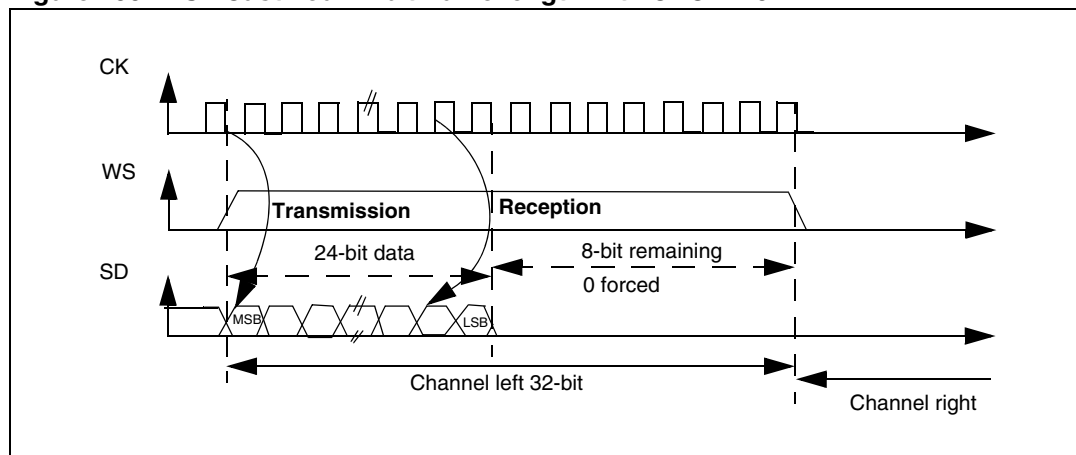 CK
WS
Transmission Reception
24-bit data 8-bit remaining
SD 0 forced
MSB LSB
Channel left 32-bit
Channel right